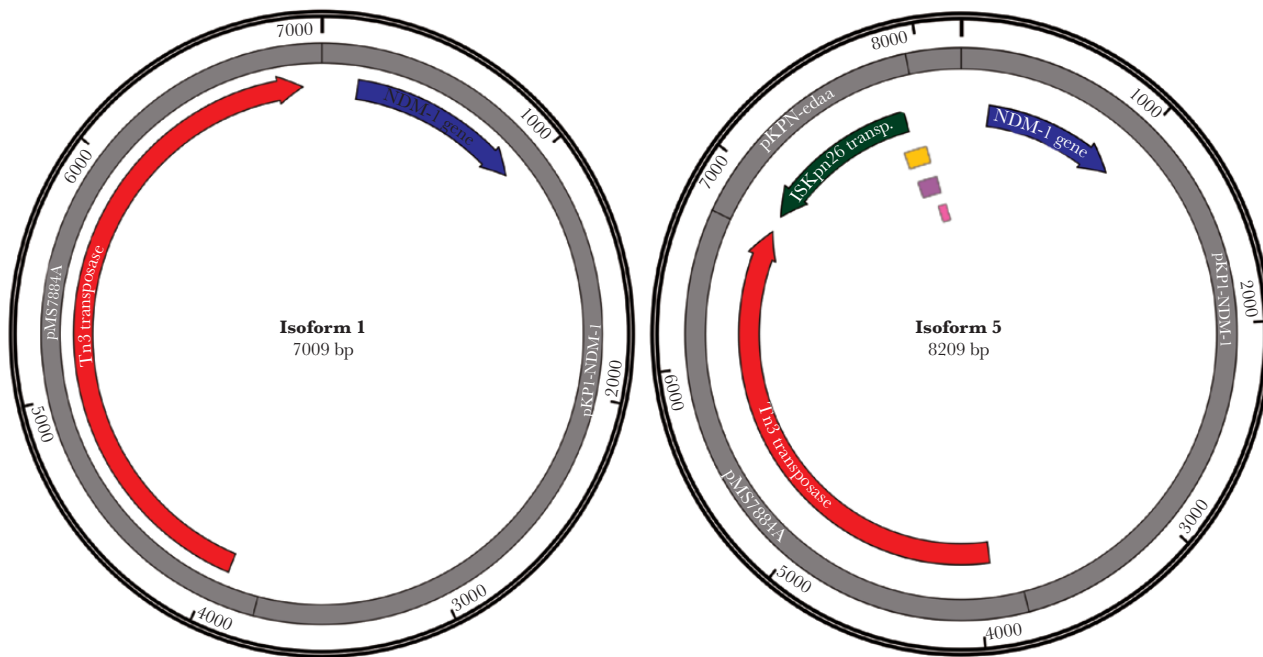 7000
NDM-1 gene
1000
6000
Tn3 transposase
pMS7884A
Isoform 1
7009 bp
pKP1-NDM-1
2000
5000
3000
4000
8000
pKPN-edaa
ISKpn26 transp.
NDM-1 gene
1000
7000
pKP1-NDM-1
2000
Isoform 5
8209 bp
6000
Tn3 transposase
pMS7884A
3000
5000
4000